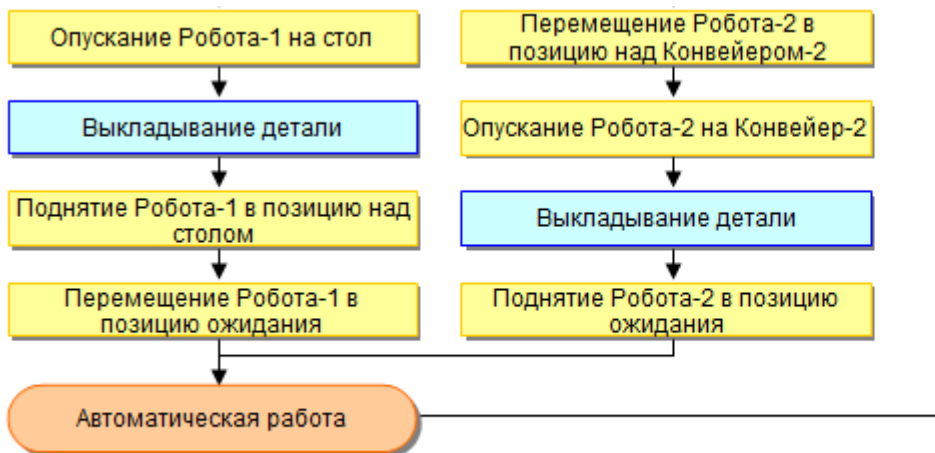 Опускание Робота-1 на стол
Выкладывание детали
Поднятие Робота-1 в позицию над
столом
Перемещение Робота-1 в
позицию ожидания
Перемещение Робота-2 в
позицию над Конвейером-2
Опускание Робота-2 на Конвейер-2
Выкладывание детали
Поднятие Робота-2 в позицию
ожидания
Автоматическая работа